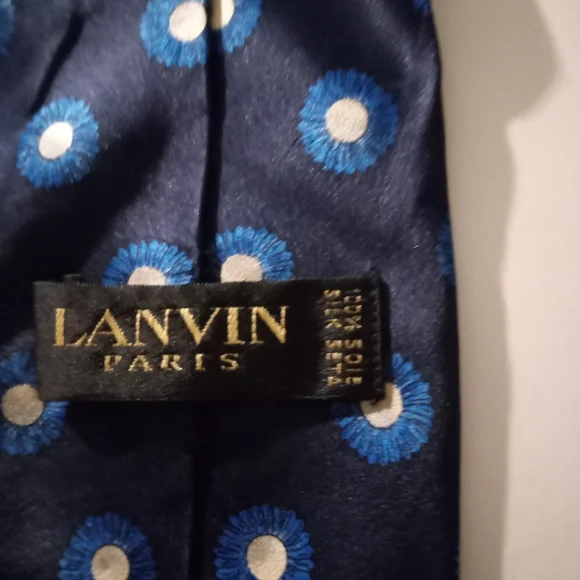 LANVIN
PARIS
100% SOIE
SILK SETA